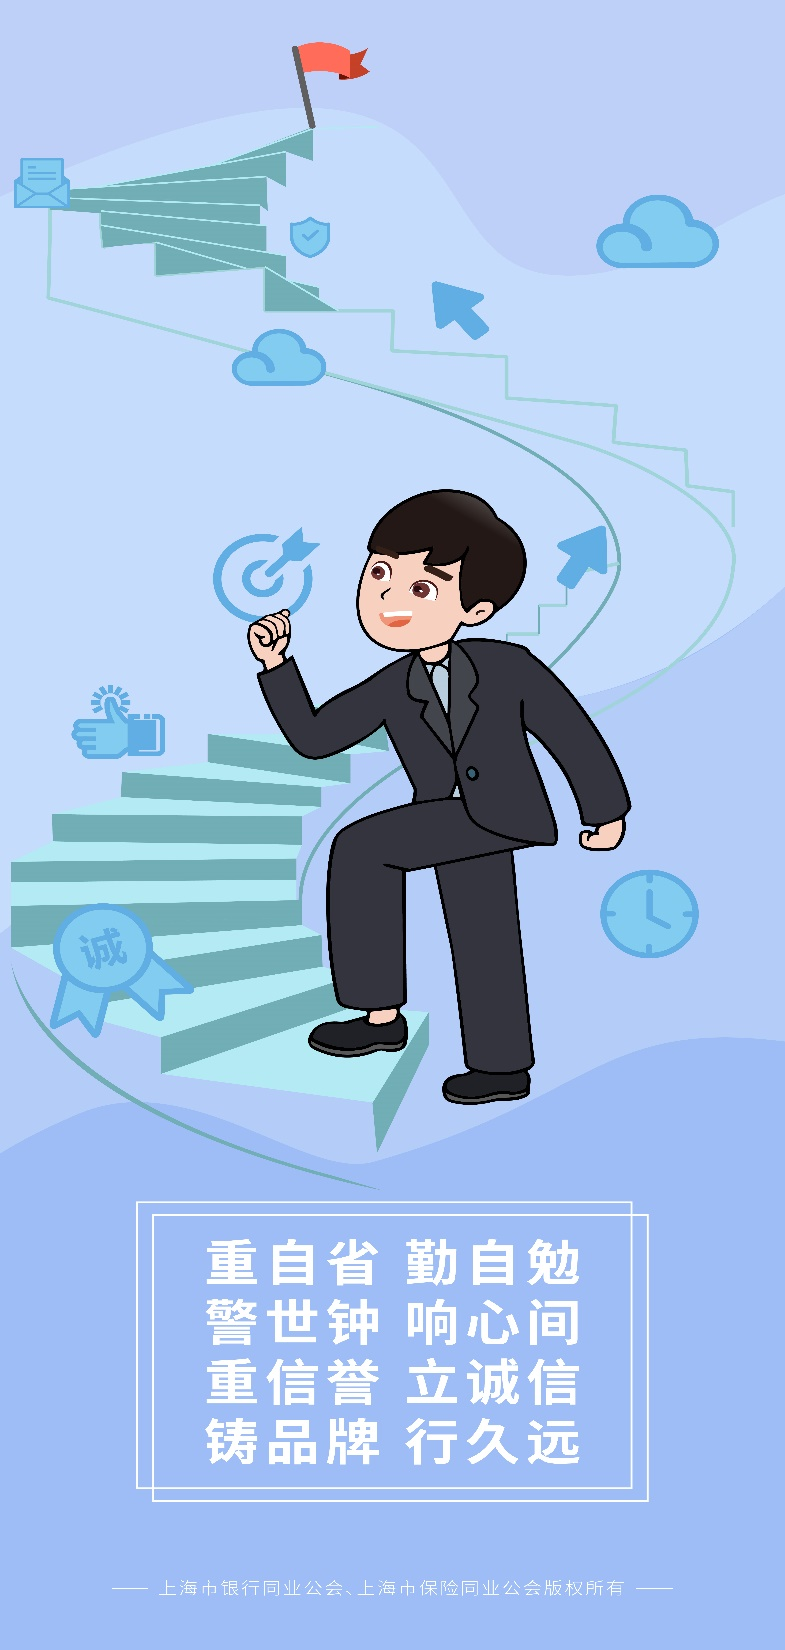 诚
重自省 勤自勉
警世钟 响心间
重信誉 立诚信
铸品牌 行久远
上海市银行同业公会、上海市保险同业公会版权所有